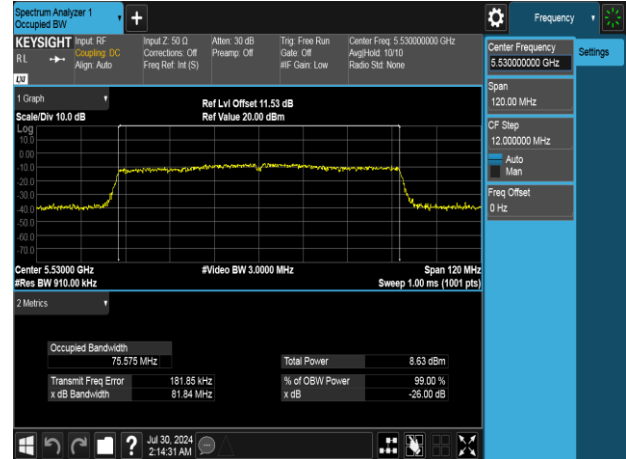 Spectrum Analyzer 1
Occupied BW
Frequency
KEYSIGHT
RL
Input: RF
Coupling: DC
Align: Auto
Input Z: 50 Ω
Corrections: Off
Freq Ref: Int (S)
Atten: 30 dB
Preamp: Off
Trig: Free Run
Gate: Off
#IF Gain: Low
Center Freq: 5.530000000 GHz
Avg|Hold: 10/10
Radio Std: None
LXI
Center Frequency
5.530000000 GHz
Settings
Span
120.00 MHz
CF Step
12.000000 MHz
Auto
Man
Freq Offset
0 Hz
1 Graph
Scale/Div 10.0 dB
Ref Lvl Offset 11.53 dB
Ref Value 20.00 dBm
Log
10.0
0.00
-10.0
-20.0
-30.0
-40.0
-50.0
-60.0
-70.0
Center 5.53000 GHz
#Video BW 3.0000 MHz
Span 120 MHz
#Res BW 910.00 kHz
Sweep 1.00 ms (1001 pts)
2 Metrics
Occupied Bandwidth
75.575 MHz
Total Power 8.63 dBm
Transmit Freq Error 181.85 kHz
% of OBW Power 99.00 %
x dB Bandwidth 81.84 MHz
x dB -26.00 dB
?
Jul 30, 2024
2:14:31 AM